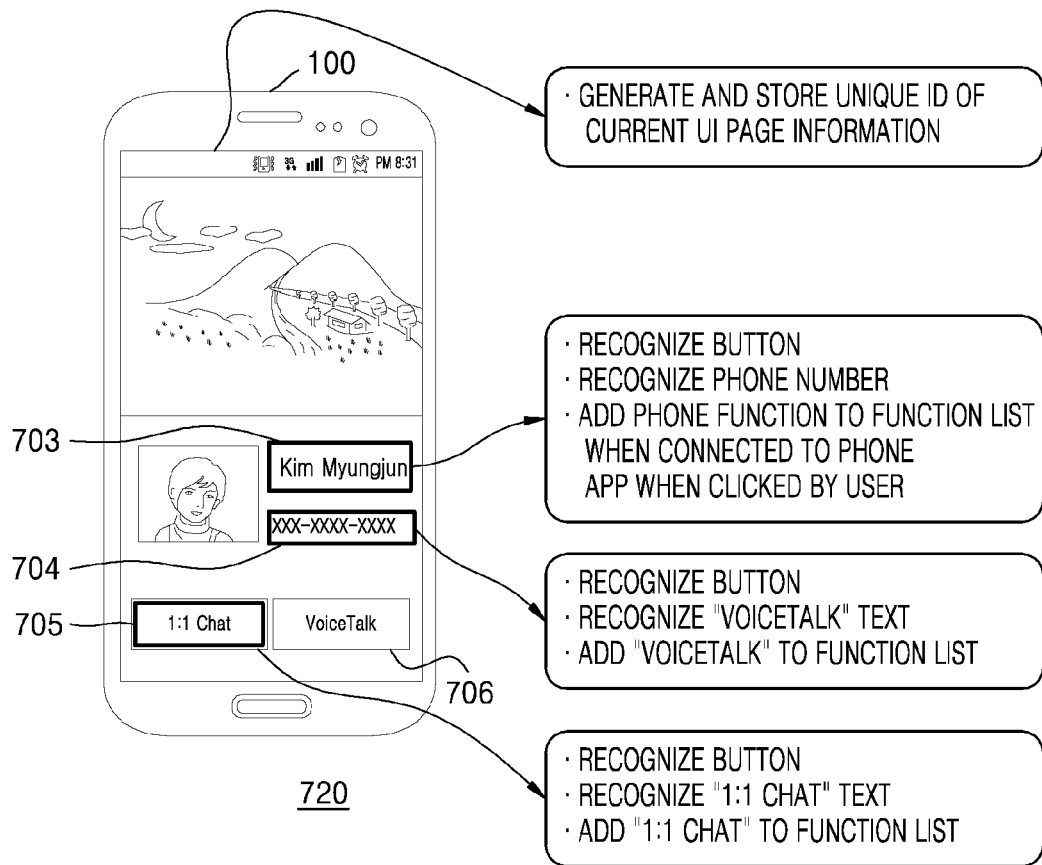 100
· GENERATE AND STORE UNIQUE ID OF
CURRENT UI PAGE INFORMATION
3G
PM 8:31
· RECOGNIZE BUTTON
· RECOGNIZE PHONE NUMBER
· ADD PHONE FUNCTION TO FUNCTION LIST
WHEN CONNECTED TO PHONE
APP WHEN CLICKED BY USER
703
Kim Myungjun
XXX-XXXX-XXXX
704
· RECOGNIZE BUTTON
· RECOGNIZE "VOICETALK" TEXT
· ADD "VOICETALK" TO FUNCTION LIST
705
1:1 Chat
VoiceTalk
706
· RECOGNIZE BUTTON
· RECOGNIZE "1:1 CHAT" TEXT
· ADD "1:1 CHAT" TO FUNCTION LIST
720